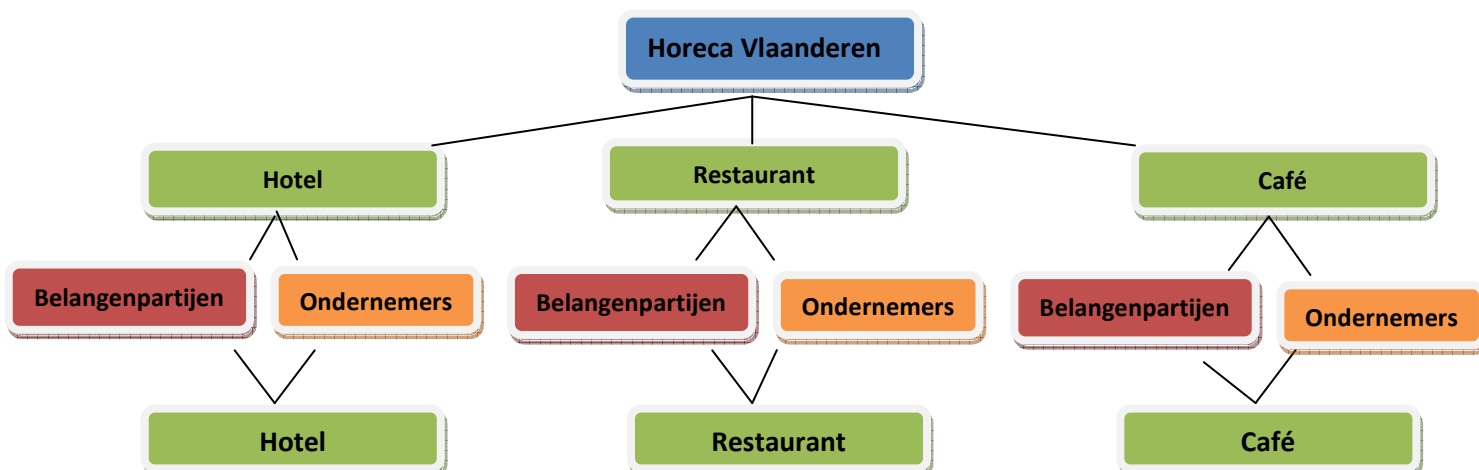 Horeca Vlaanderen
Hotel
Restaurant
Café
Belangenpartijen
Ondernemers
Belangenpartijen
Ondernemers
Belangenpartijen
Ondernemers
Hotel
Restaurant
Café